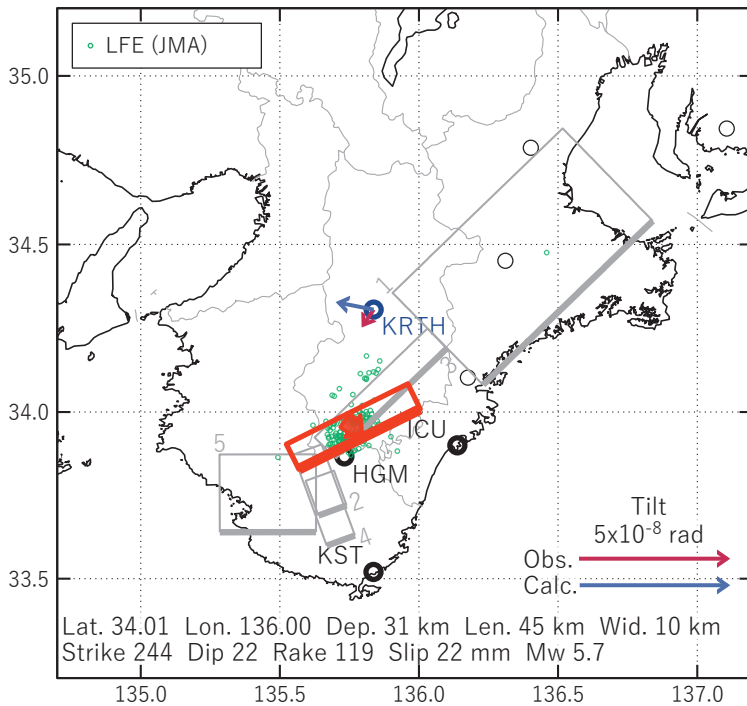 LFE (JMA)
35.0
34.5
34.0
33.5
1
KRTH
3
ICU
5
HGM
2
4
KST
Tilt
5x10⁻⁸ rad
Obs.
Calc.
Lat. 34.01 Lon. 136.00 Dep. 31 km Len. 45 km Wid. 10 km
Strike 244 Dip 22 Rake 119 Slip 22 mm Mw 5.7
135.0 135.5 136.0 136.5 137.0